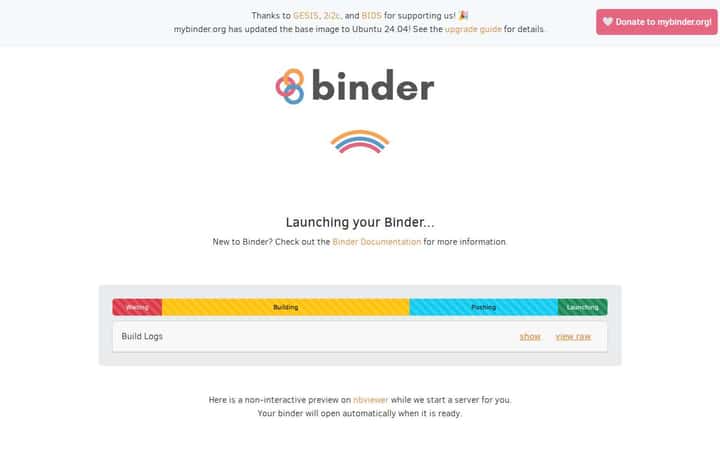 Thanks to GESIS, 2i2c, and BIDS for supporting us! 🎉
mybinder.org has updated the base image to Ubuntu 24.04! See the upgrade guide for details.
🤍 Donate to mybinder.org!
binder
Launching your Binder...
New to Binder? Check out the Binder Documentation for more information.
Waiting Building Pushing Launching
Build Logs show view raw
Here is a non-interactive preview on nbviewer while we start a server for you.
Your binder will open automatically when it is ready.